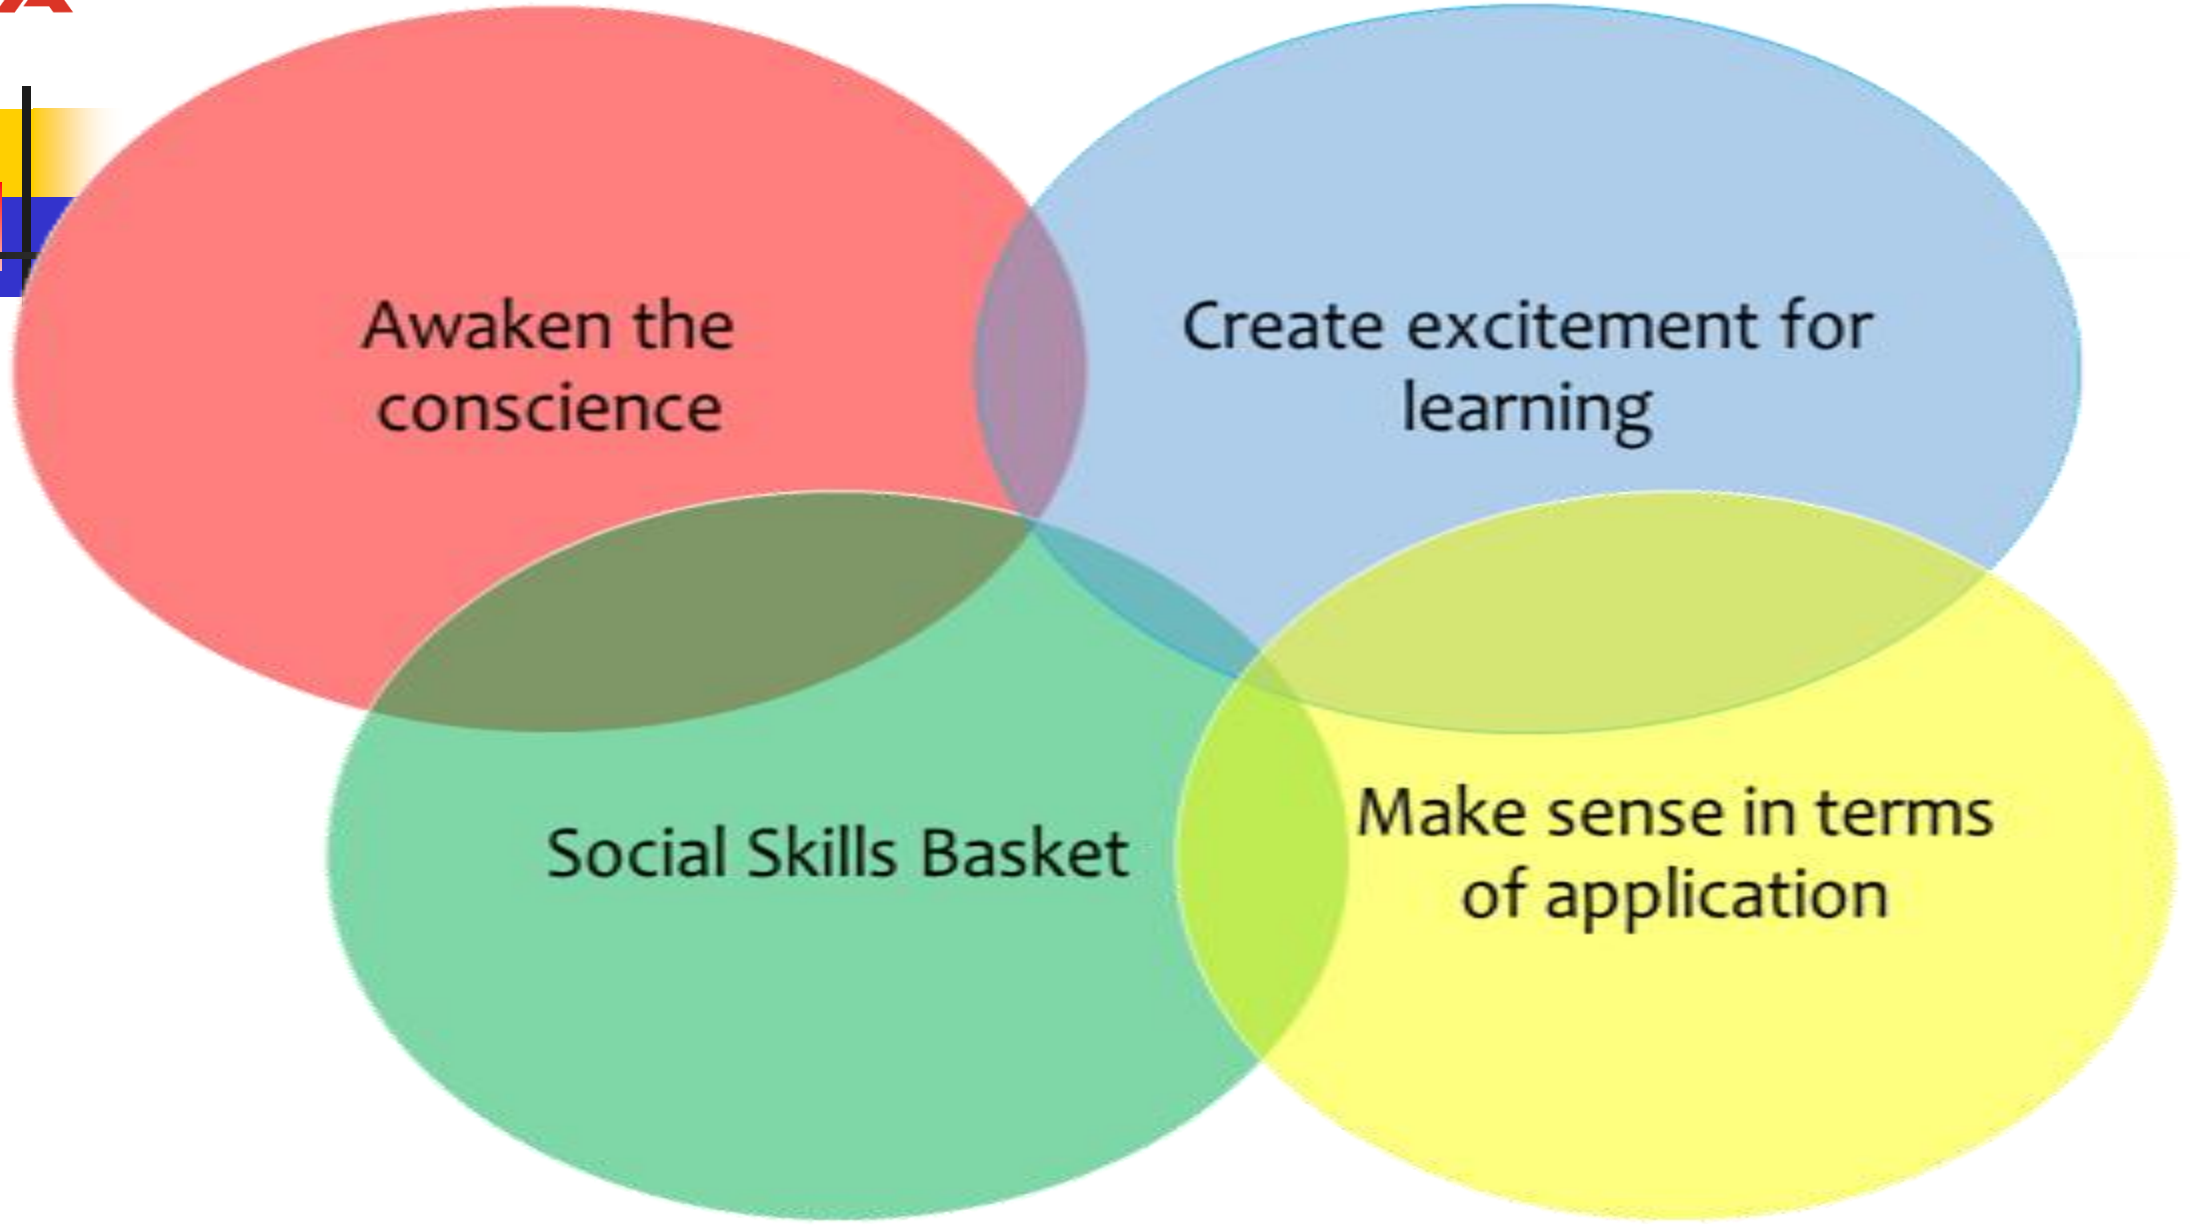 Awaken the
conscience
Create excitement for
learning
Social Skills Basket
Make sense in terms
of application